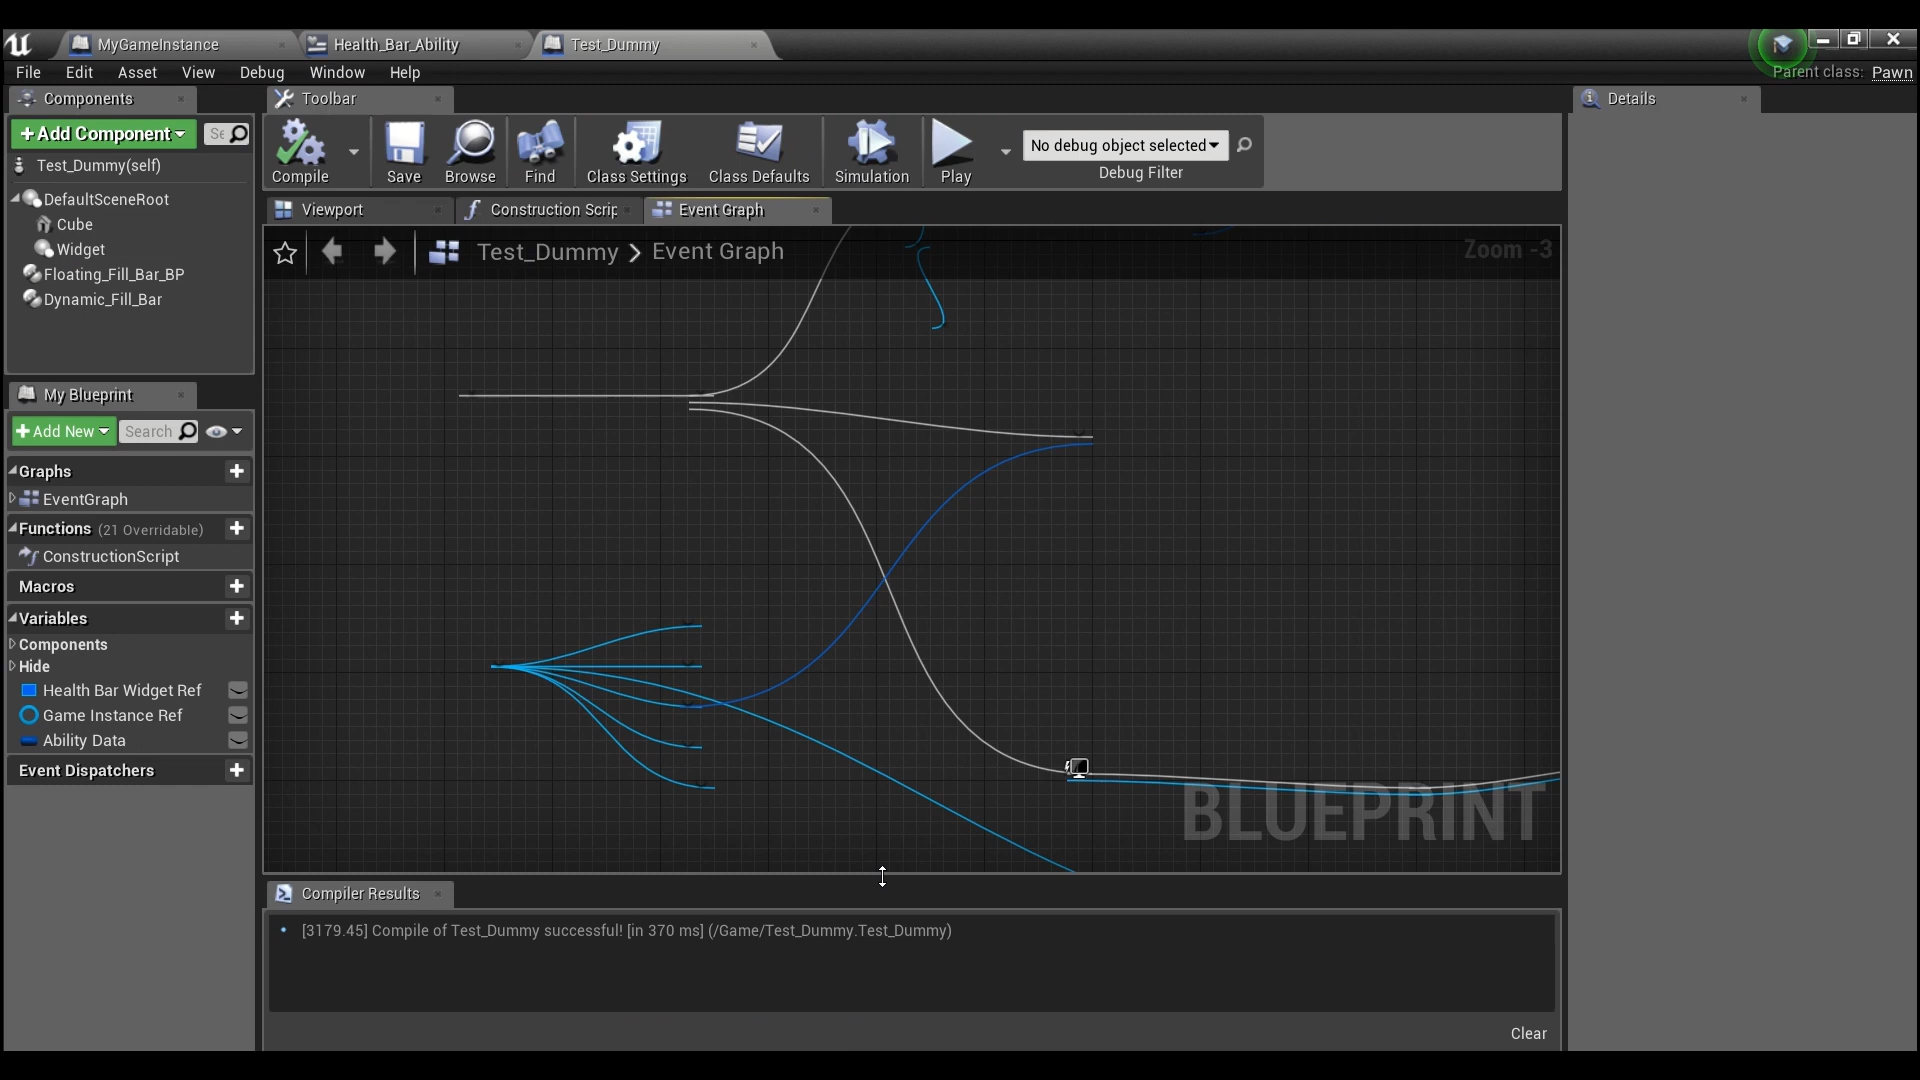 MyGameInstance
Health_Bar_Ability
Test_Dummy
File Edit Asset View Debug Window Help
Parent class: Pawn
Components
Toolbar
Details
+Add Component
Se
Test_Dummy(self)
DefaultSceneRoot
Cube
Widget
Floating_Fill_Bar_BP
Dynamic_Fill_Bar
Compile
Save
Browse
Find
Class Settings
Class Defaults
Simulation
Play
No debug object selected
Debug Filter
Viewport
Construction Scrip
Event Graph
Test_Dummy > Event Graph
Zoom -3
My Blueprint
+Add New
Search
Graphs
EventGraph
Functions (21 Overridable)
ConstructionScript
Macros
Variables
Components
Hide
Health Bar Widget Ref
Game Instance Ref
Ability Data
Event Dispatchers
BLUEPRINT
Compiler Results
[3179.45] Compile of Test_Dummy successful! [in 370 ms] (/Game/Test_Dummy.Test_Dummy)
Clear